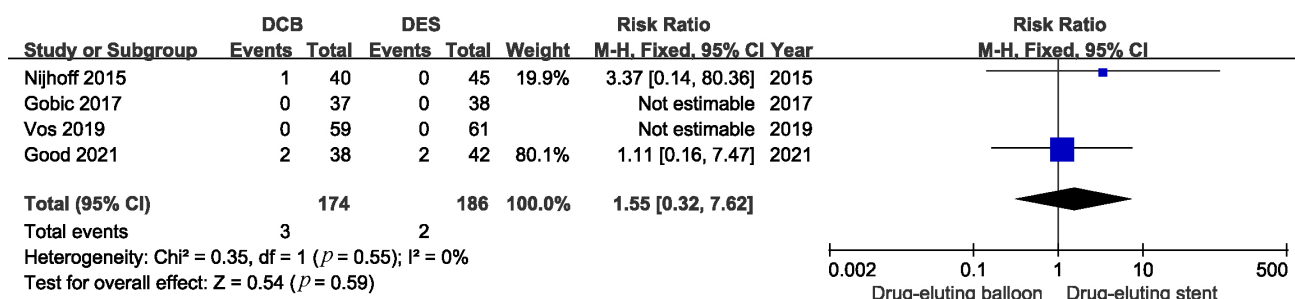 DCB DES Risk Ratio Risk Ratio
Study or Subgroup Events Total Events Total Weight M-H, Fixed, 95% CI Year M-H, Fixed, 95% CI
Nijhoff 2015 1 40 0 45 19.9% 3.37 [0.14, 80.36] 2015
Gobic 2017 0 37 0 38 Not estimable 2017
Vos 2019 0 59 0 61 Not estimable 2019
Good 2021 2 38 2 42 80.1% 1.11 [0.16, 7.47] 2021
Total (95% CI) 174 186 100.0% 1.55 [0.32, 7.62]
Total events 3 2
Heterogeneity: Chi² = 0.35, df = 1 (p = 0.55); I² = 0%
Test for overall effect: Z = 0.54 (p = 0.59)
0.002 0.1 1 10 500
Drug-eluting balloon Drug-eluting stent